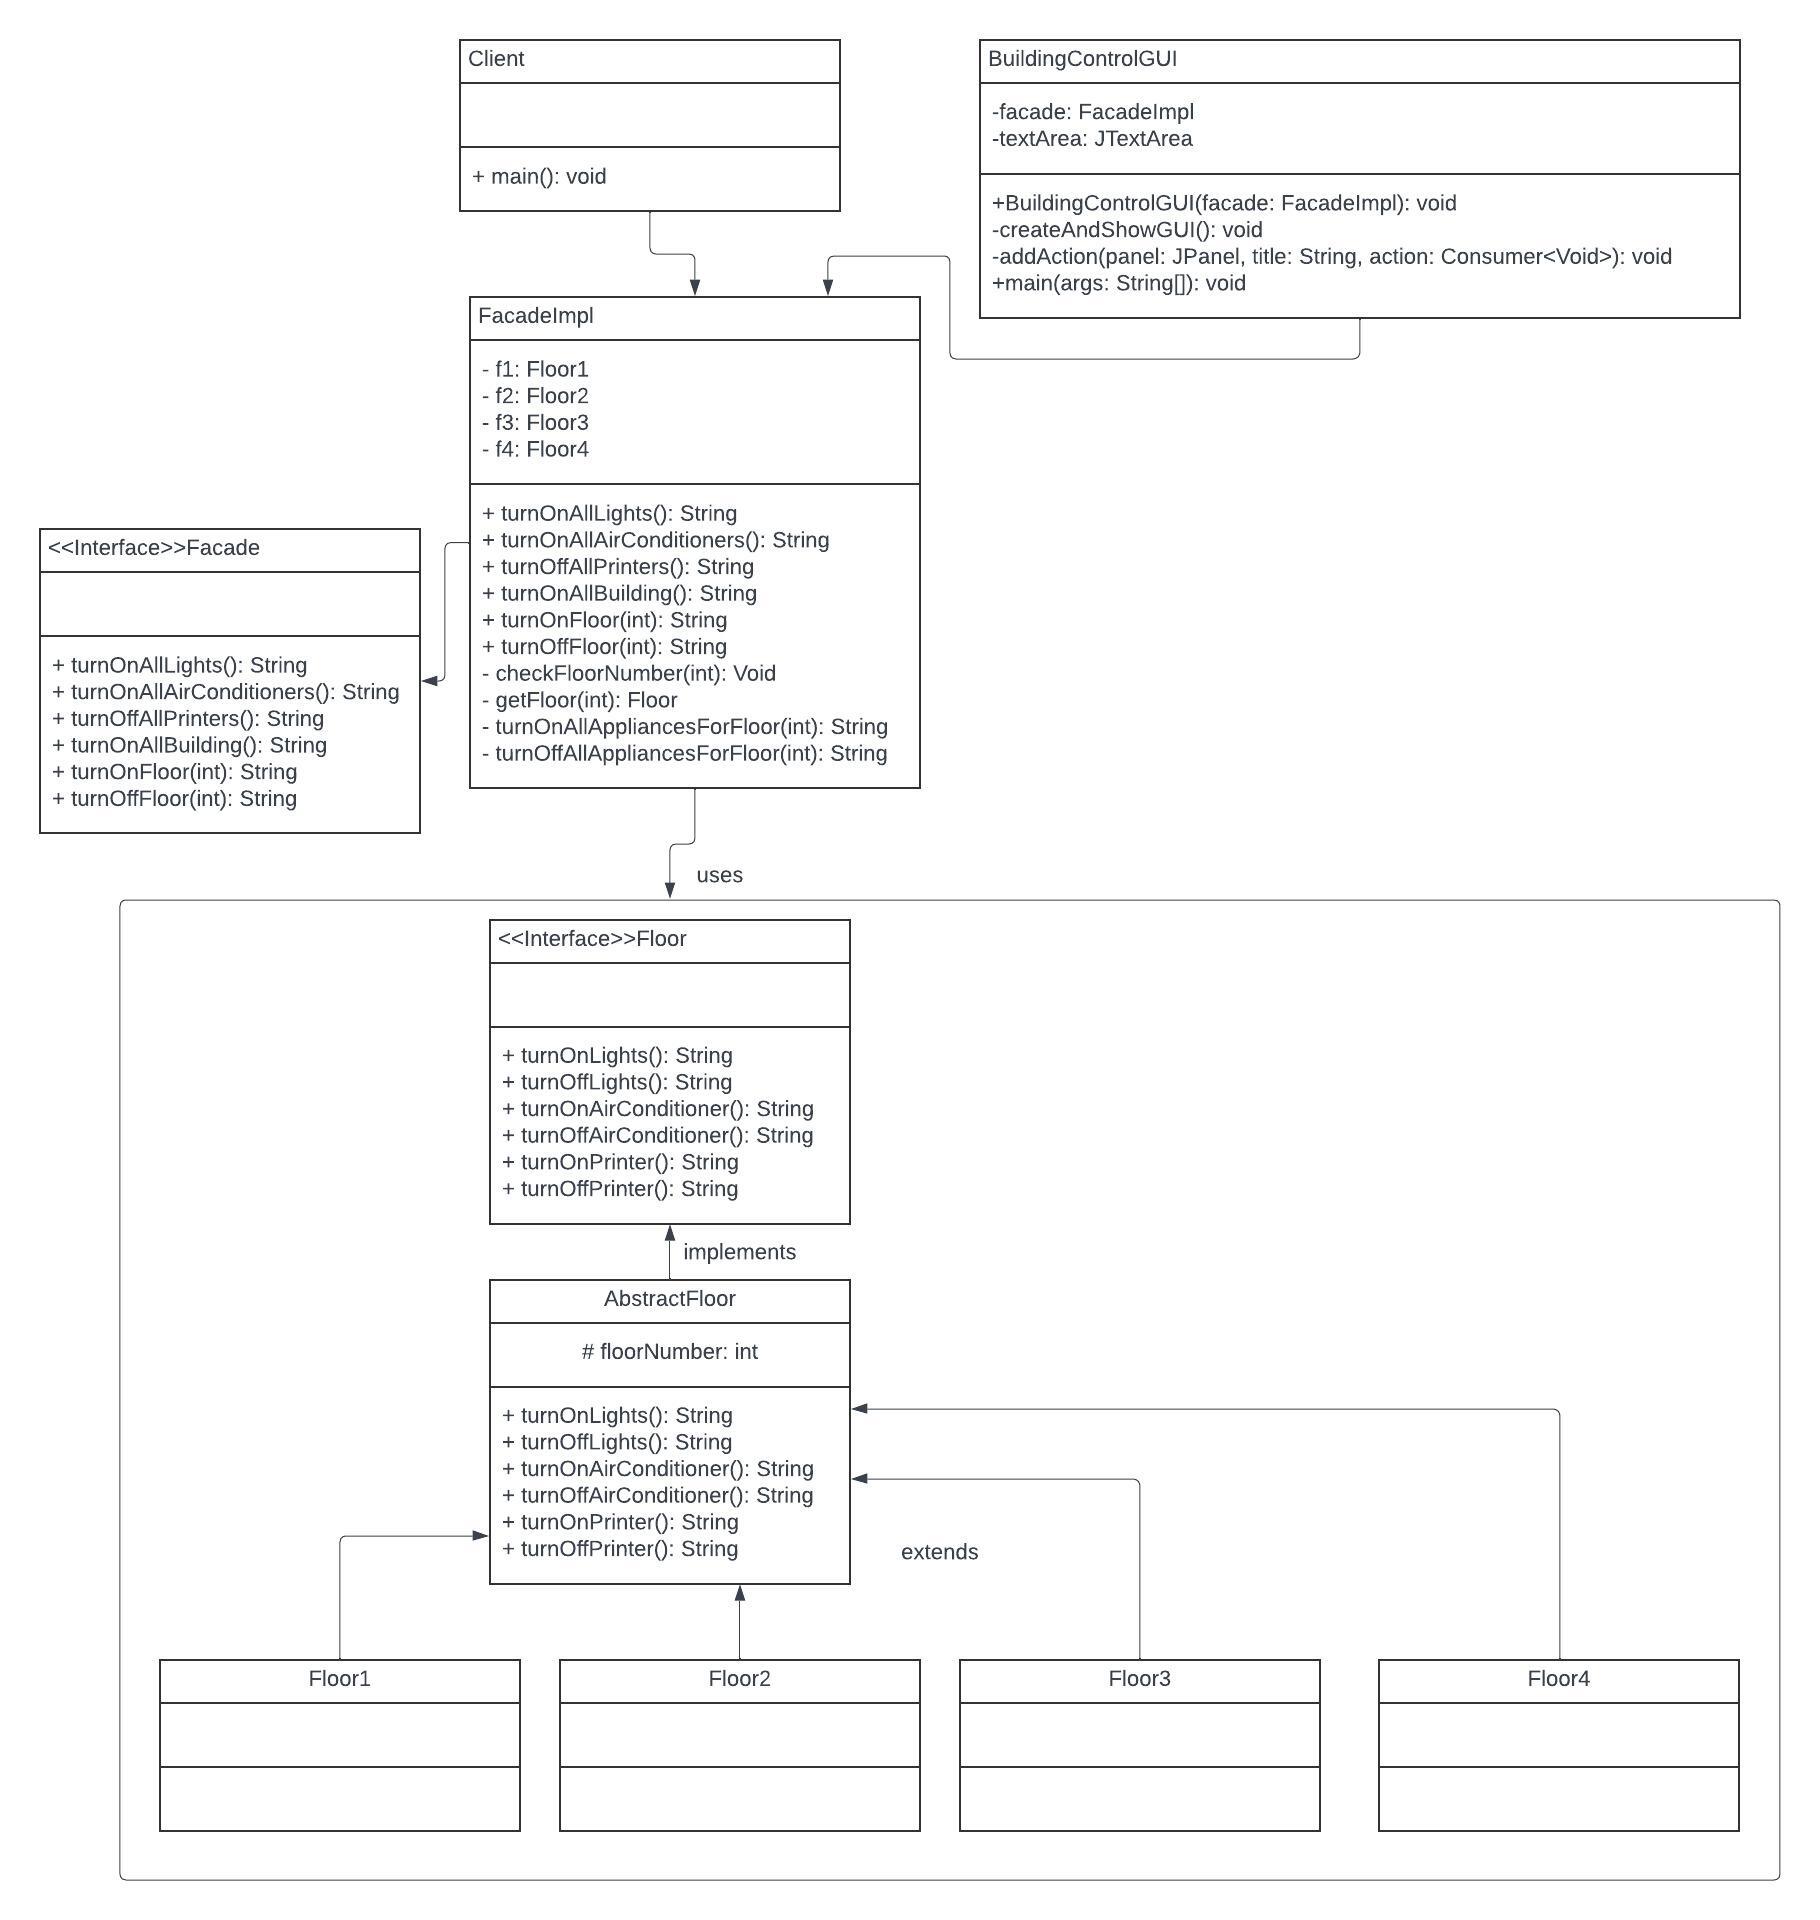 Client
+ main(): void
BuildingControlGUI
-facade: FacadeImpl
-textArea: JTextArea
+BuildingControlGUI(facade: FacadeImpl): void
-createAndShowGUI(): void
-addAction(panel: JPanel, title: String, action: Consumer<Void>): void
+main(args: String[]): void
FacadeImpl
- f1: Floor1
- f2: Floor2
- f3: Floor3
- f4: Floor4
+ turnOnAllLights(): String
+ turnOnAllAirConditioners(): String
+ turnOffAllPrinters(): String
+ turnOnAllBuilding(): String
+ turnOnFloor(int): String
+ turnOffFloor(int): String
- checkFloorNumber(int): Void
- getFloor(int): Floor
- turnOnAllAppliancesForFloor(int): String
- turnOffAllAppliancesForFloor(int): String
<<Interface>>Facade
+ turnOnAllLights(): String
+ turnOnAllAirConditioners(): String
+ turnOffAllPrinters(): String
+ turnOnAllBuilding(): String
+ turnOnFloor(int): String
+ turnOffFloor(int): String
uses
<<Interface>>Floor
+ turnOnLights(): String
+ turnOffLights(): String
+ turnOnAirConditioner(): String
+ turnOffAirConditioner(): String
+ turnOnPrinter(): String
+ turnOffPrinter(): String
implements
AbstractFloor
# floorNumber: int
+ turnOnLights(): String
+ turnOffLights(): String
+ turnOnAirConditioner(): String
+ turnOffAirConditioner(): String
+ turnOnPrinter(): String
+ turnOffPrinter(): String
extends
Floor1
Floor2
Floor3
Floor4